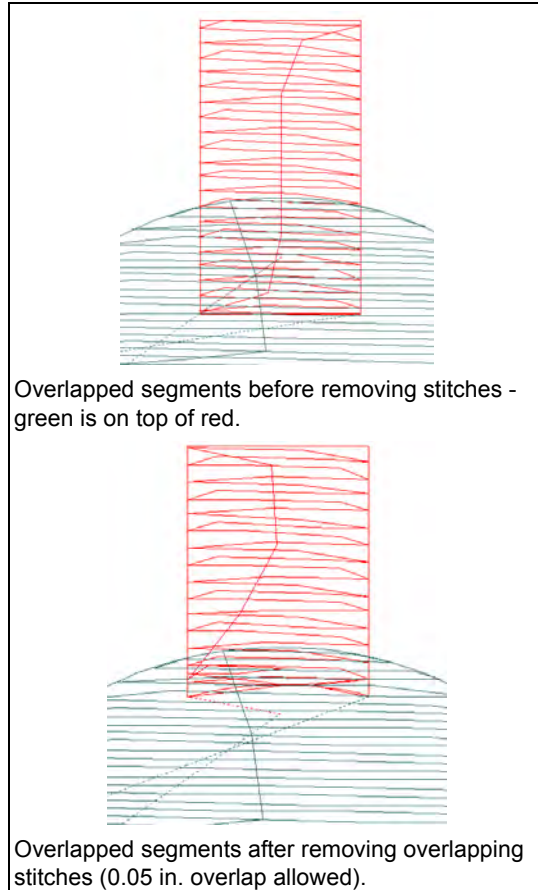 Overlapped segments before removing stitches -
green is on top of red.
Overlapped segments after removing overlapping
stitches (0.05 in. overlap allowed).